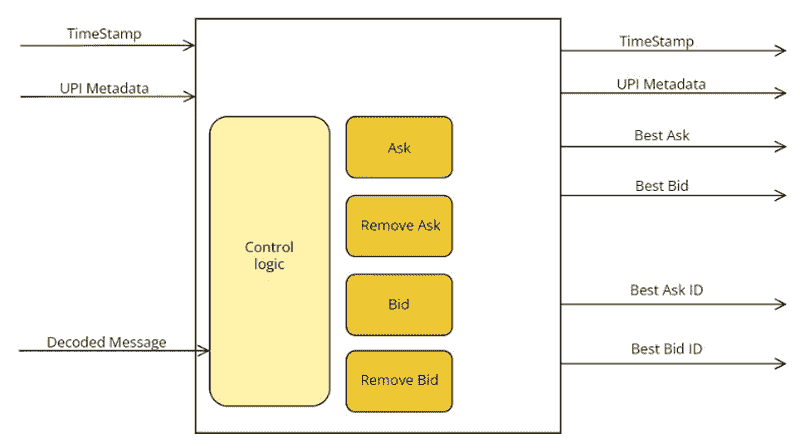 TimeStamp
UPI Metadata
Decoded Message
Control
logic
Ask
Remove Ask
Bid
Remove Bid
TimeStamp
UPI Metadata
Best Ask
Best Bid
Best Ask ID
Best Bid ID